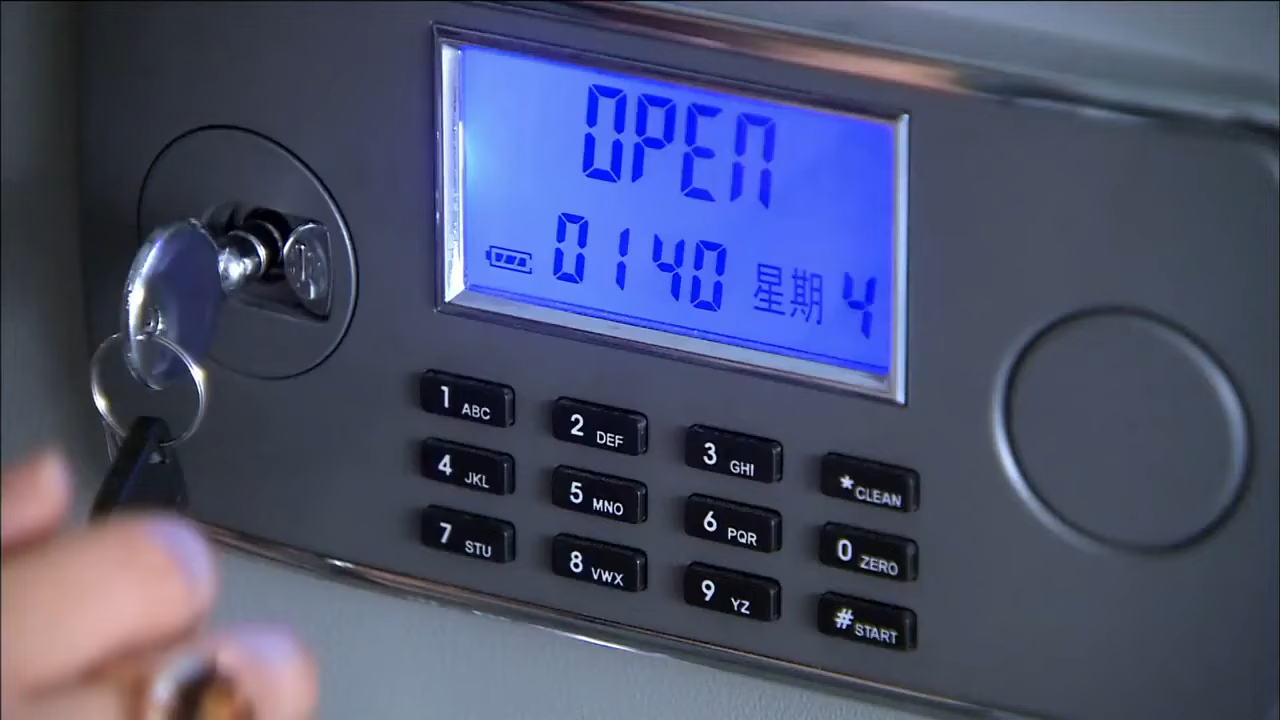 OPEN
0140 星期 4
1 ABC 2 DEF 3 GHI * CLEAN
4 JKL 5 MNO 6 PQR 0 ZERO
7 STU 8 VWX 9 YZ # START